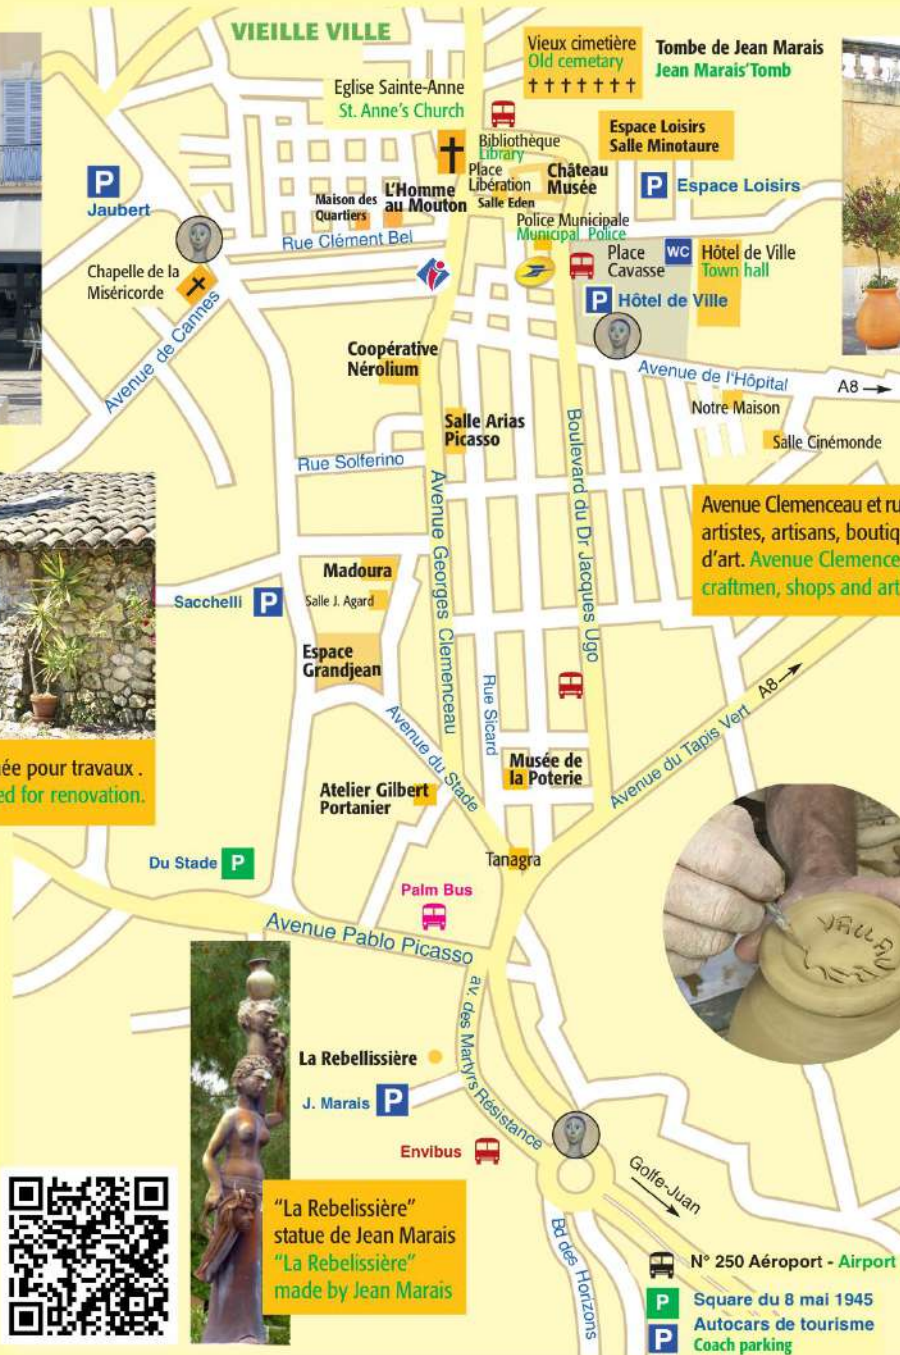 VIEILLE VILLE
Vieux cimetière
Old cemetary
Tombe de Jean Marais
Jean Marais'Tomb
Eglise Sainte-Anne
St. Anne's Church
Bibliothèque
Library
Espace Loisirs
Salle Minotaure
Place
Libération
Château
Musée
P
Jaubert
P Espace Loisirs
Maison des
Quartiers
L'Homme
au Mouton
Salle Eden
Police Municipale
Municipal Police
Rue Clément Bel
Place
Cavasse
WC
Hôtel de Ville
Town hall
Chapelle de la
Miséricorde
P Hôtel de Ville
Avenue de Cannes
Coopérative
Nérolium
Avenue de l'Hôpital
A8
Notre Maison
Salle Arias
Picasso
Salle Cinémonde
Rue Solferino
Avenue Georges Clemenceau
Boulevard du Dr Jacques Ugo
Avenue Clemenceau et ru
artistes, artisans, boutiq
d'art. Avenue Clemence
craftmen, shops and art
Madoura
Sacchelli P
Salle J. Agard
Espace
Grandjean
Rue Sicard
A8
Avenue du Stade
Avenue du Tapis Vert
Musée de
la Poterie
ée pour travaux .
ed for renovation.
Atelier Gilbert
Portanier
Du Stade P
Tanagra
Palm Bus
Avenue Pablo Picasso
VALLAU
av. des Martyrs Résistance
La Rebellissière
J. Marais P
Envibus
Golfe-Juan
"La Rebelissière"
statue de Jean Marais
"La Rebelissière"
made by Jean Marais
Bd des Horizons
N° 250 Aéroport - Airport
P Square du 8 mai 1945
P Autocars de tourisme
Coach parking